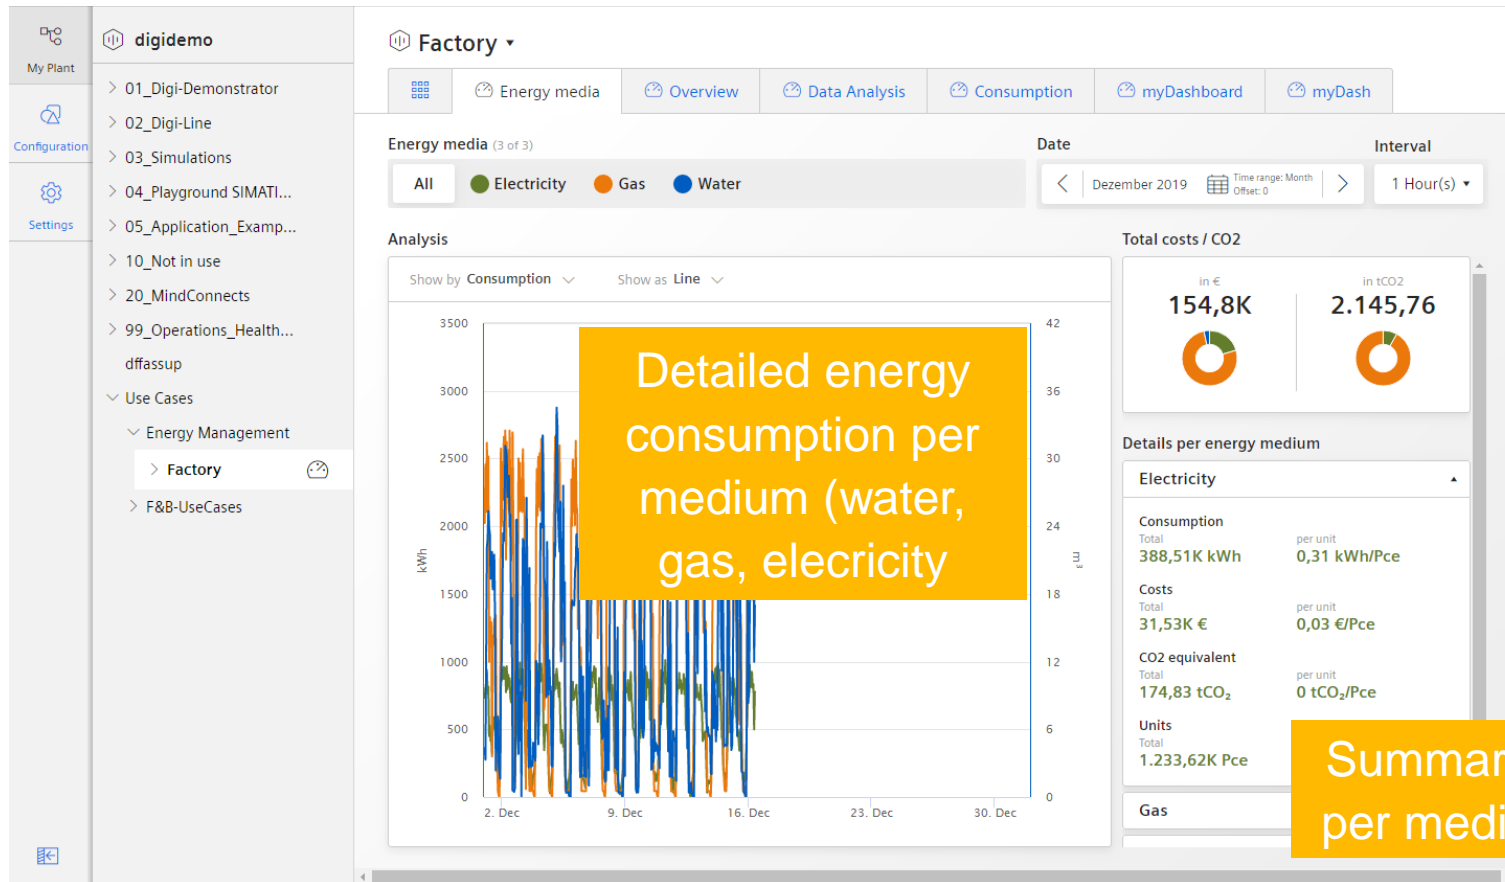 My Plant
Configuration
Settings
digidemo
01_Digi-Demonstrator
02_Digi-Line
03_Simulations
04_Playground SIMATI...
05_Application_Examp...
10_Not in use
20_MindConnects
99_Operations_Health...
dffassup
Use Cases
Energy Management
Factory
F&B-UseCases
Factory
Energy media
Overview
Data Analysis
Consumption
myDashboard
myDash
Energy media (3 of 3)
All Electricity Gas Water
Date
Dezember 2019
Time range: Month
Offset: 0
Interval
1 Hour(s)
Analysis
Show by Consumption Show as Line
3500
3000
2500
2000
1500
1000
500
0
kWh
42
36
30
24
18
12
6
0
m³
2. Dec 9. Dec 16. Dec 23. Dec 30. Dec
Detailed energy
consumption per
medium (water,
gas, elecricity
Total costs / CO2
in €
154,8K
in tCO2
2.145,76
Details per energy medium
Electricity
Consumption
Total per unit
388,51K kWh 0,31 kWh/Pce
Costs
Total per unit
31,53K € 0,03 €/Pce
CO2 equivalent
Total per unit
174,83 tCO₂ 0 tCO₂/Pce
Units
Total
1.233,62K Pce
Gas
Summar
per medi